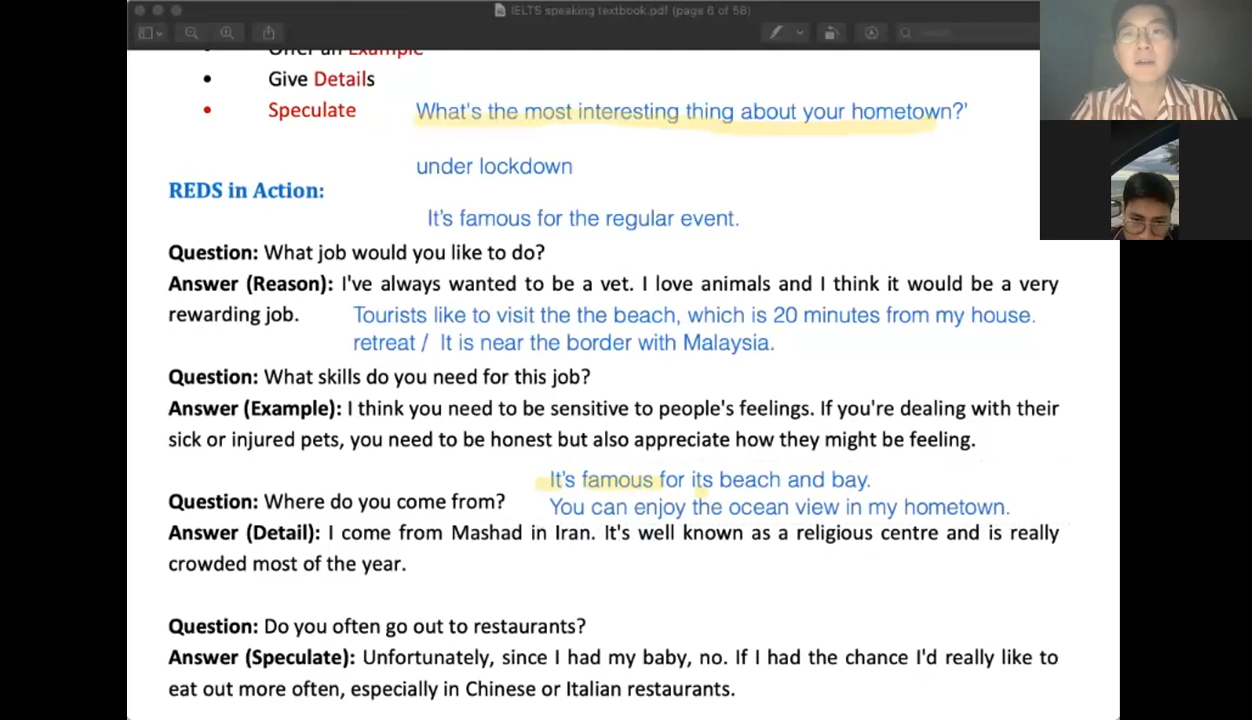 IELTS speaking textbook.pdf (page 6 of 58)
Search
• Offer an Example
• Give Details
• Speculate What's the most interesting thing about your hometown?'
under lockdown
REDS in Action:
It's famous for the regular event.
Question: What job would you like to do?
Answer (Reason): I've always wanted to be a vet. I love animals and I think it would be a very
rewarding job.
Tourists like to visit the the beach, which is 20 minutes from my house.
retreat / It is near the border with Malaysia.
Question: What skills do you need for this job?
Answer (Example): I think you need to be sensitive to people's feelings. If you're dealing with their
sick or injured pets, you need to be honest but also appreciate how they might be feeling.
It's famous for its beach and bay.
Question: Where do you come from?
You can enjoy the ocean view in my hometown.
Answer (Detail): I come from Mashad in Iran. It's well known as a religious centre and is really
crowded most of the year.
Question: Do you often go out to restaurants?
Answer (Speculate): Unfortunately, since I had my baby, no. If I had the chance I'd really like to
eat out more often, especially in Chinese or Italian restaurants.